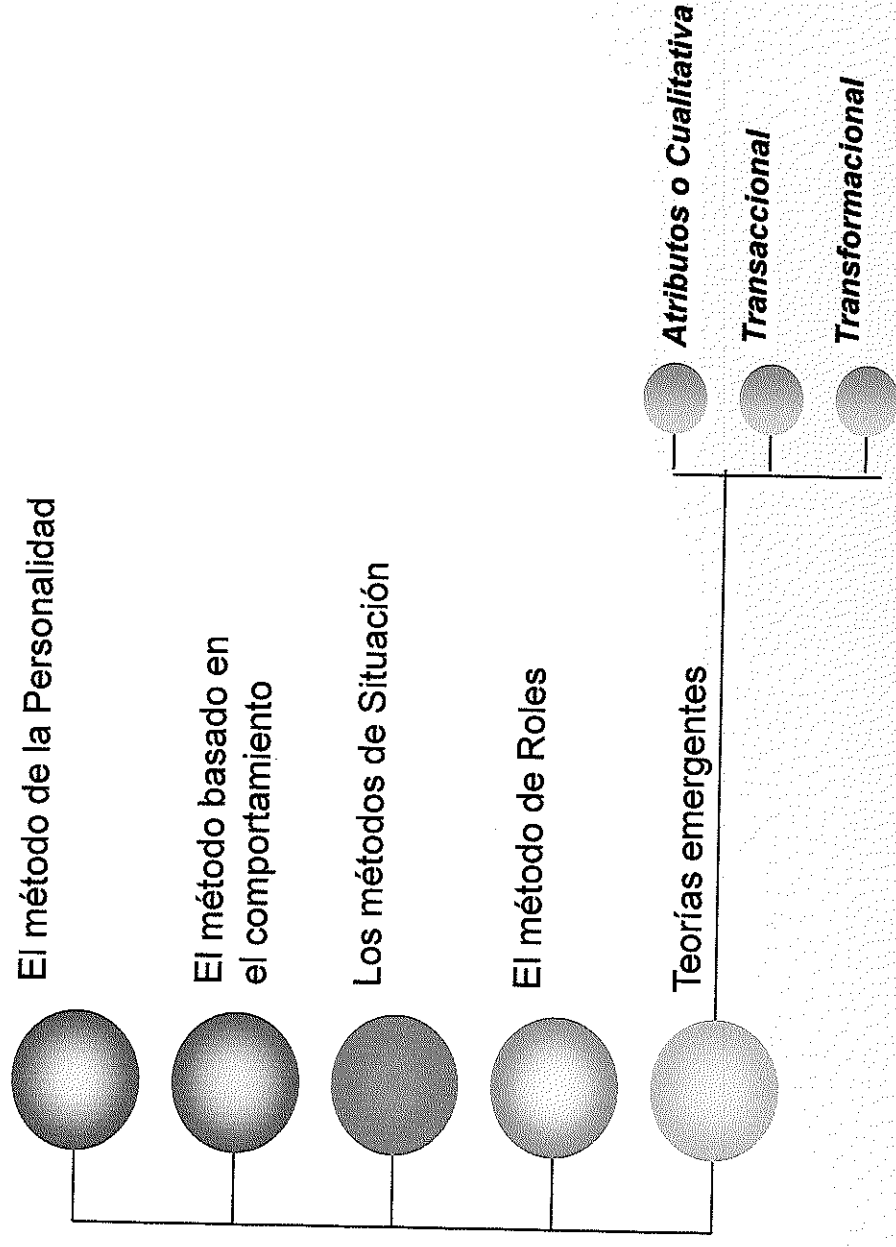 El método de la Personalidad
El método basado en
el comportamiento
Los métodos de Situación
El método de Roles
Teorías emergentes
Atributos o Cualitativa
Transaccional
Transformacional